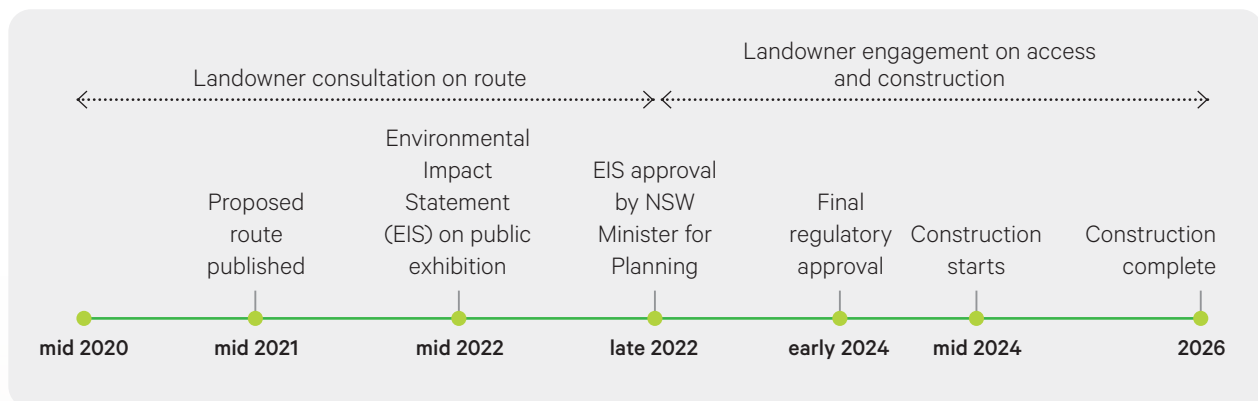 Landowner consultation on route
Landowner engagement on access
and construction
Proposed
route
published
Environmental
Impact
Statement
(EIS) on public
exhibition
EIS approval
by NSW
Minister for
Planning
Final
regulatory
approval
Construction
starts
Construction
complete
mid 2020
mid 2021
mid 2022
late 2022
early 2024
mid 2024
2026